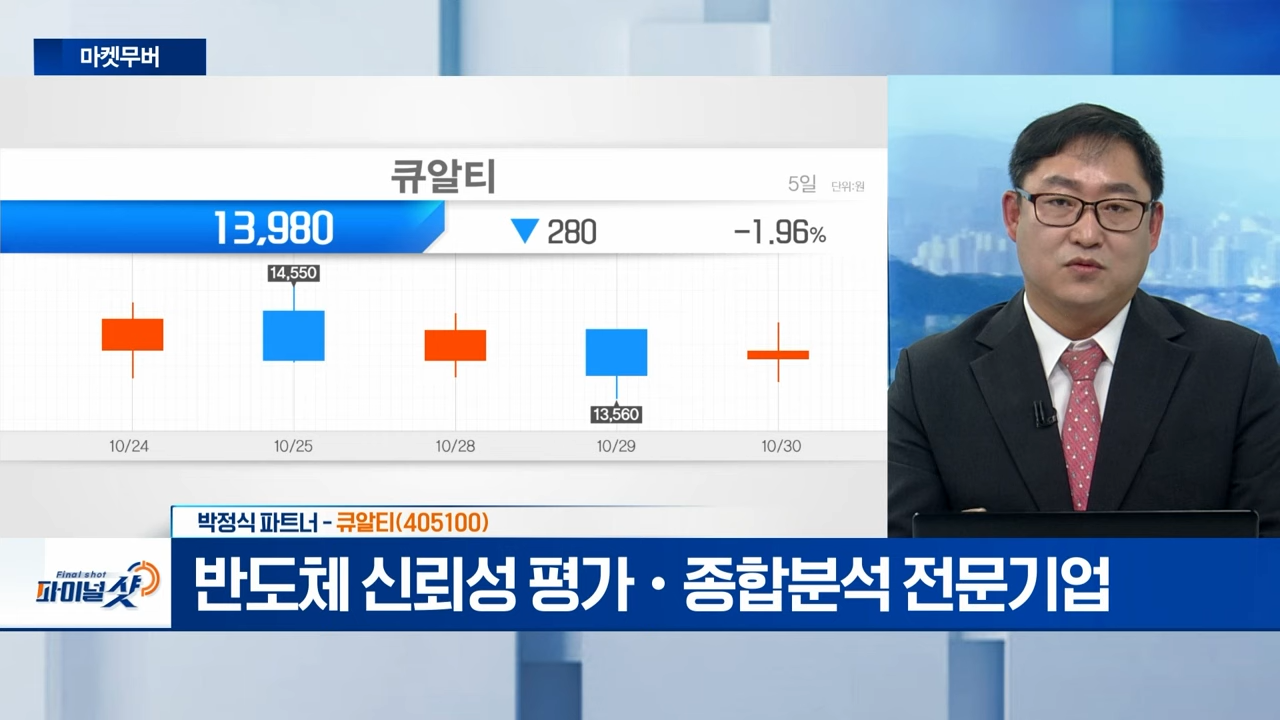 마켓무버
큐알티
5일 단위:원
13,980 ▼ 280 -1.96%
14,550
13,560
10/24 10/25 10/28 10/29 10/30
박정식 파트너 - 큐알티(405100)
Final shot
파이널샷
반도체 신뢰성 평가·종합분석 전문기업